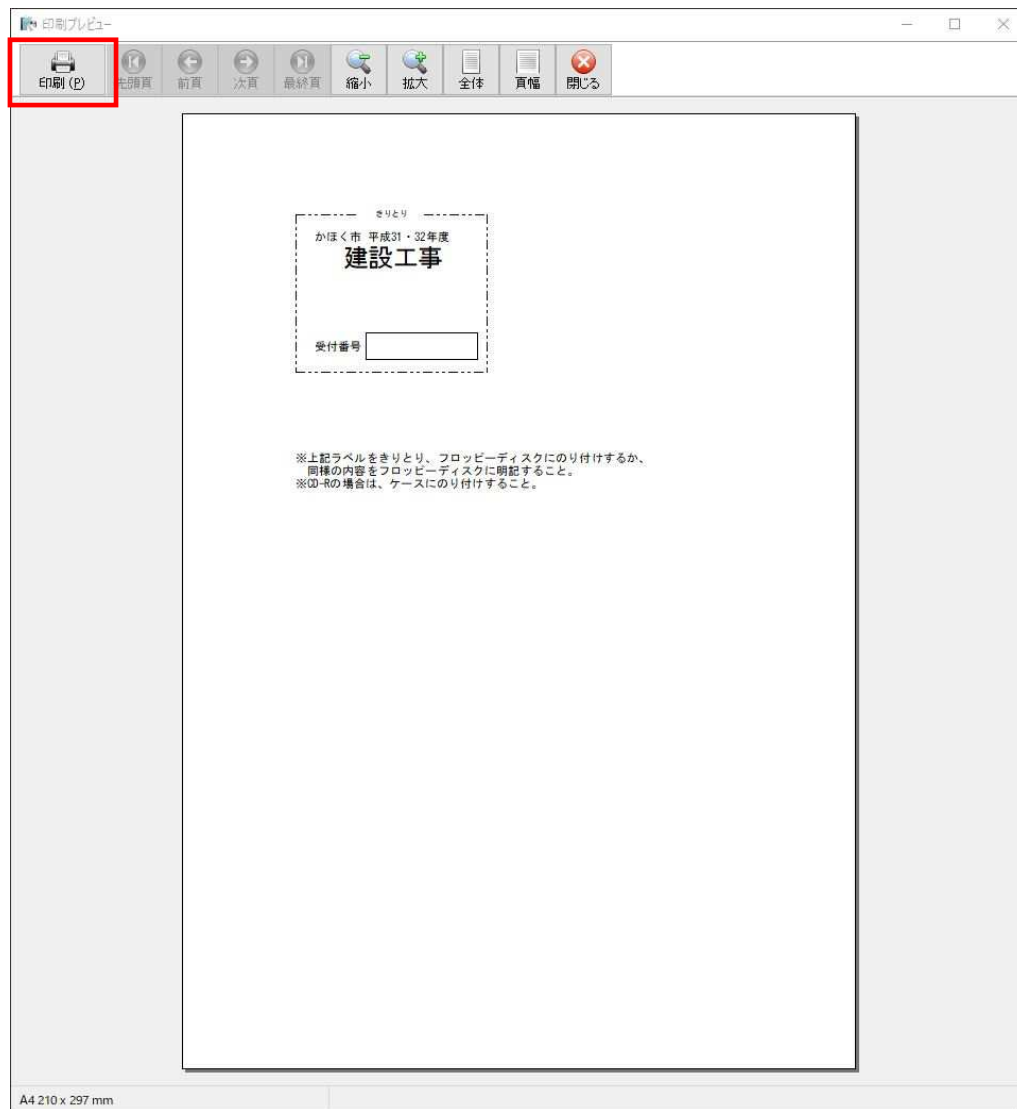 印刷プレビュー
印刷(P) 先頭頁 前頁 次頁 最終頁 縮小 拡大 全体 頁幅 閉じる
きりとり
かほく市 平成31・32年度
建設工事
受付番号
※上記ラベルをきりとり、フロッピーディスクにのり付けするか、
同様の内容をフロッピーディスクに明記すること。
※CD-Rの場合は、ケースにのり付けすること。
A4 210 x 297 mm